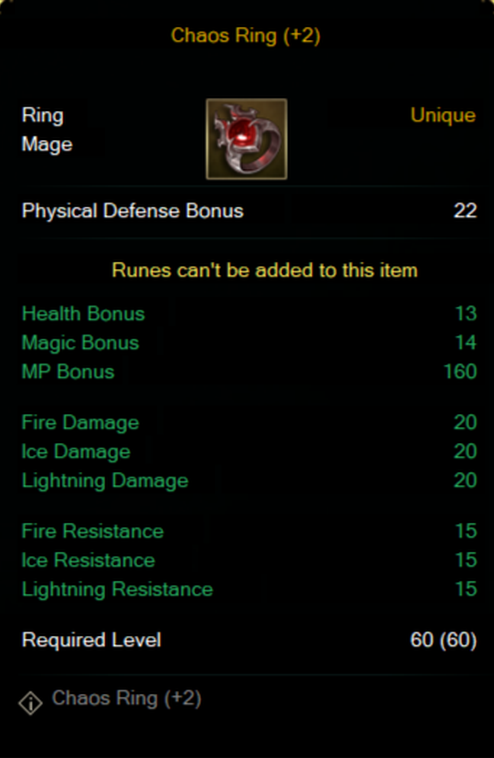 Chaos Ring (+2)
Ring Unique
Mage
Physical Defense Bonus 22
Runes can't be added to this item
Health Bonus 13
Magic Bonus 14
MP Bonus 160
Fire Damage 20
Ice Damage 20
Lightning Damage 20
Fire Resistance 15
Ice Resistance 15
Lightning Resistance 15
Required Level 60 (60)
Chaos Ring (+2)